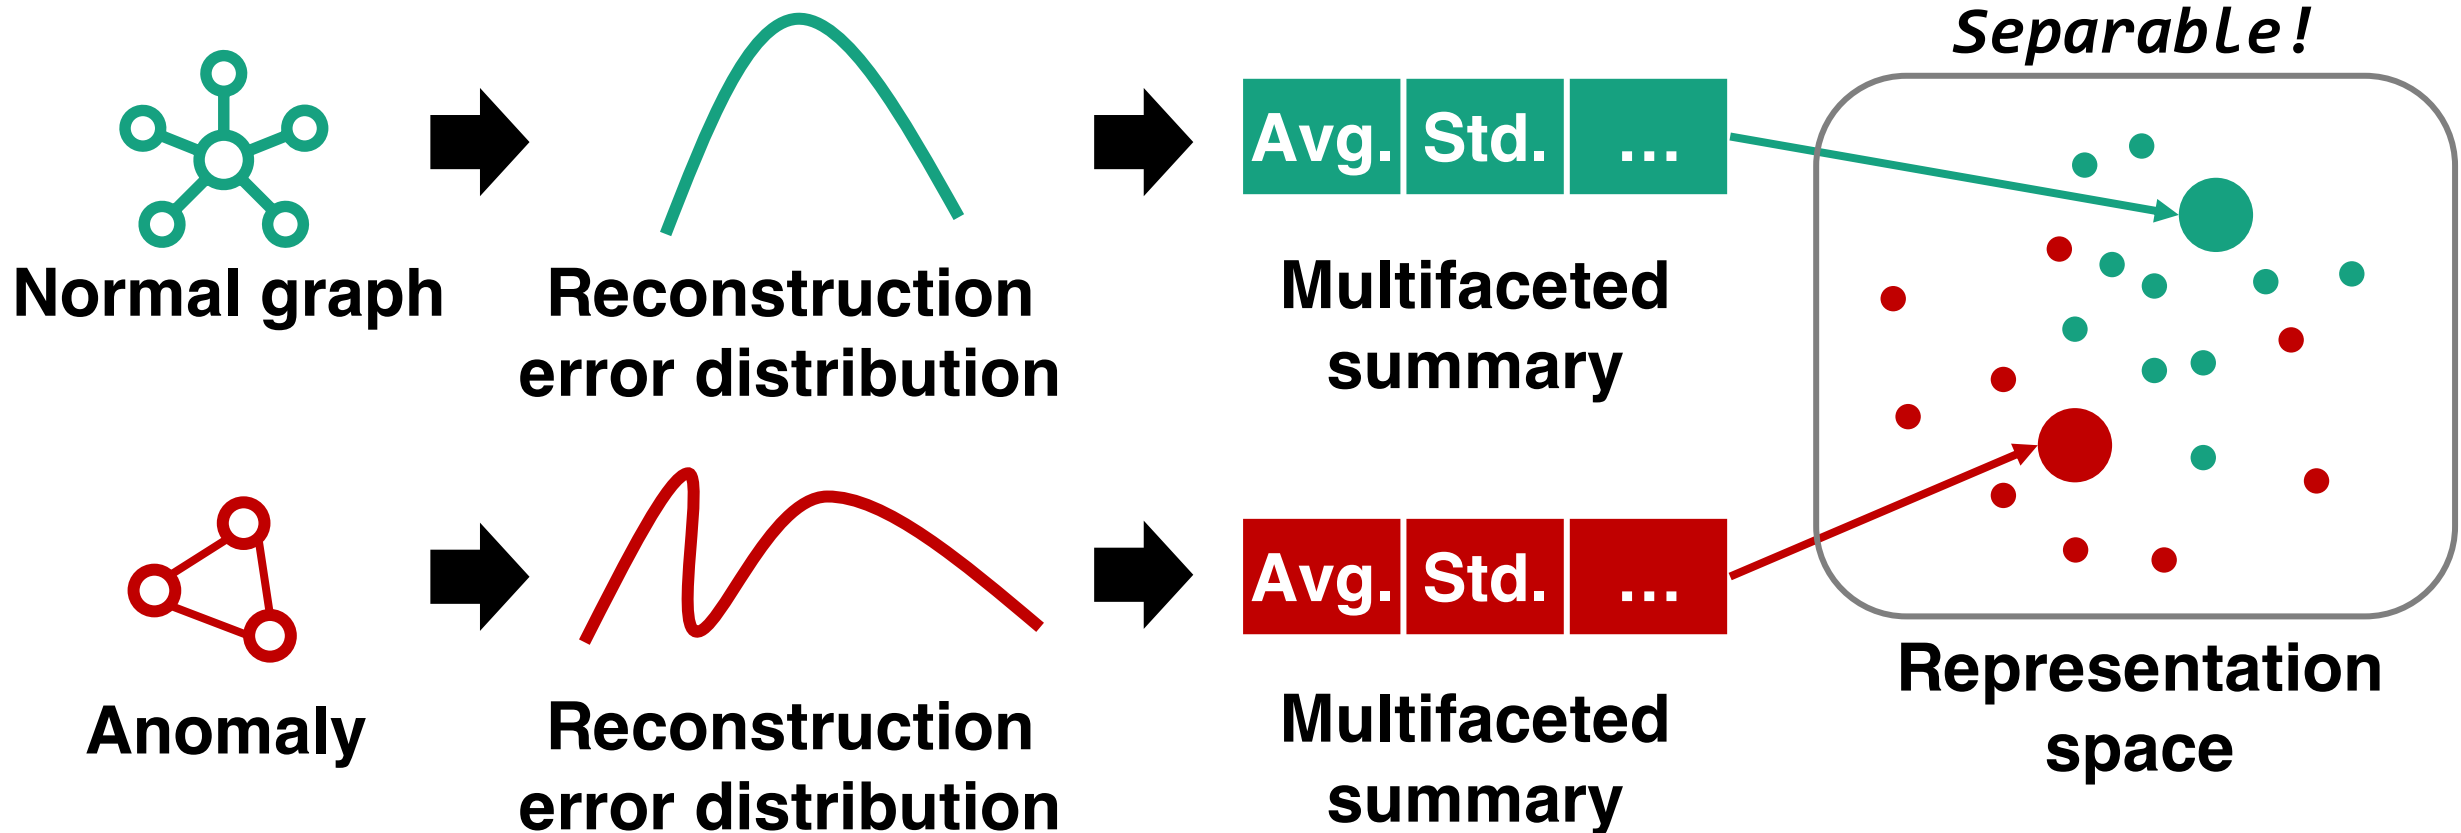 Separable!
Avg. Std. ...
Normal graph
Reconstruction
error distribution
Multifaceted
summary
Avg. Std. ...
Anomaly
Reconstruction
error distribution
Multifaceted
summary
Representation
space